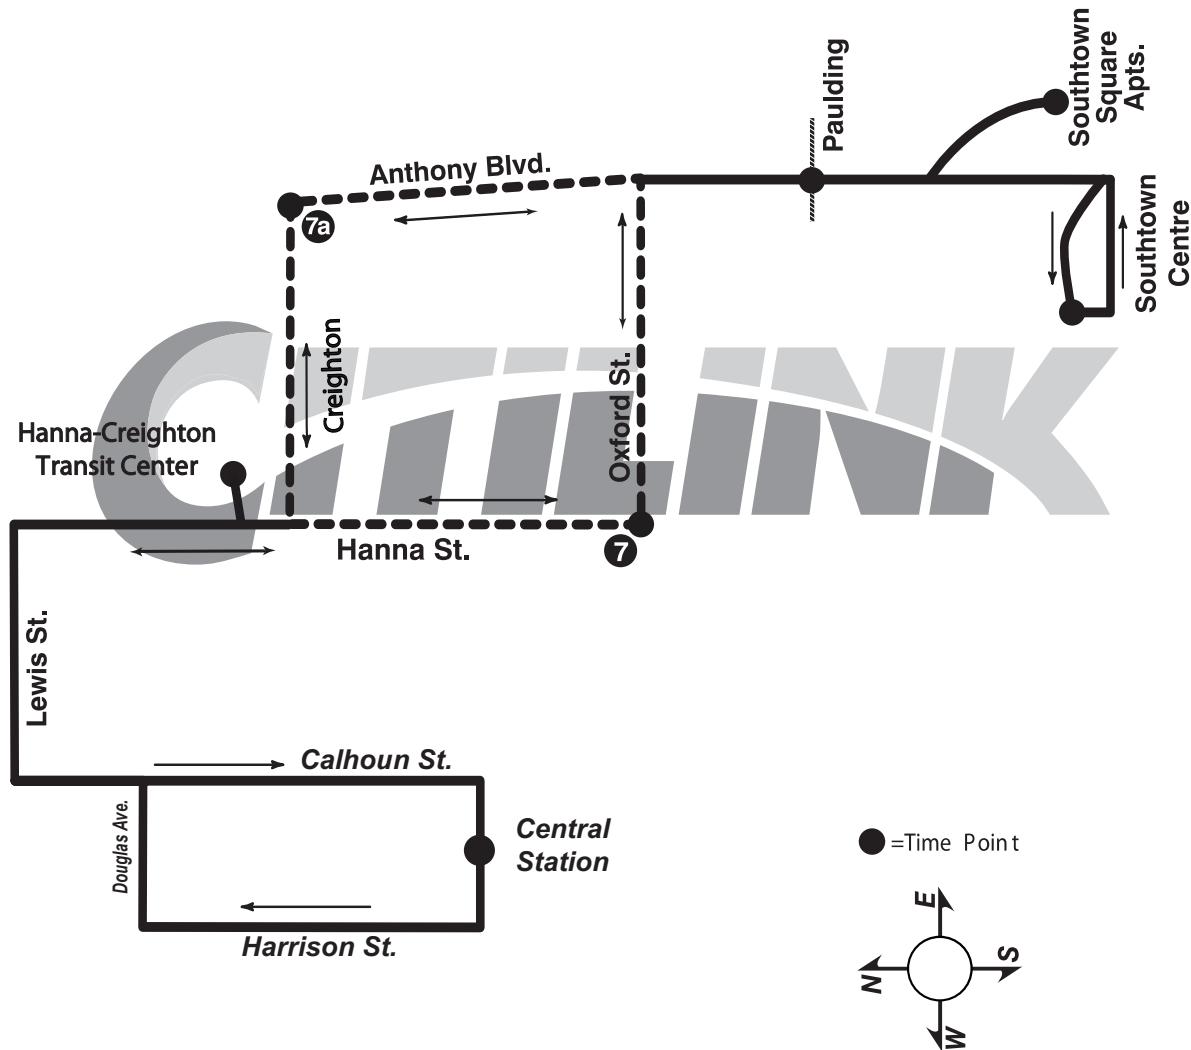 Southtown
Square
Apts.
Paulding
Anthony Blvd.
7a
Southtown
Centre
Creighton
Oxford St.
CITILINK
Hanna-Creighton
Transit Center
Hanna St.
7
Lewis St.
Calhoun St.
Douglas Ave.
Central
Station
Harrison St.
=Time Point
E
N
S
W